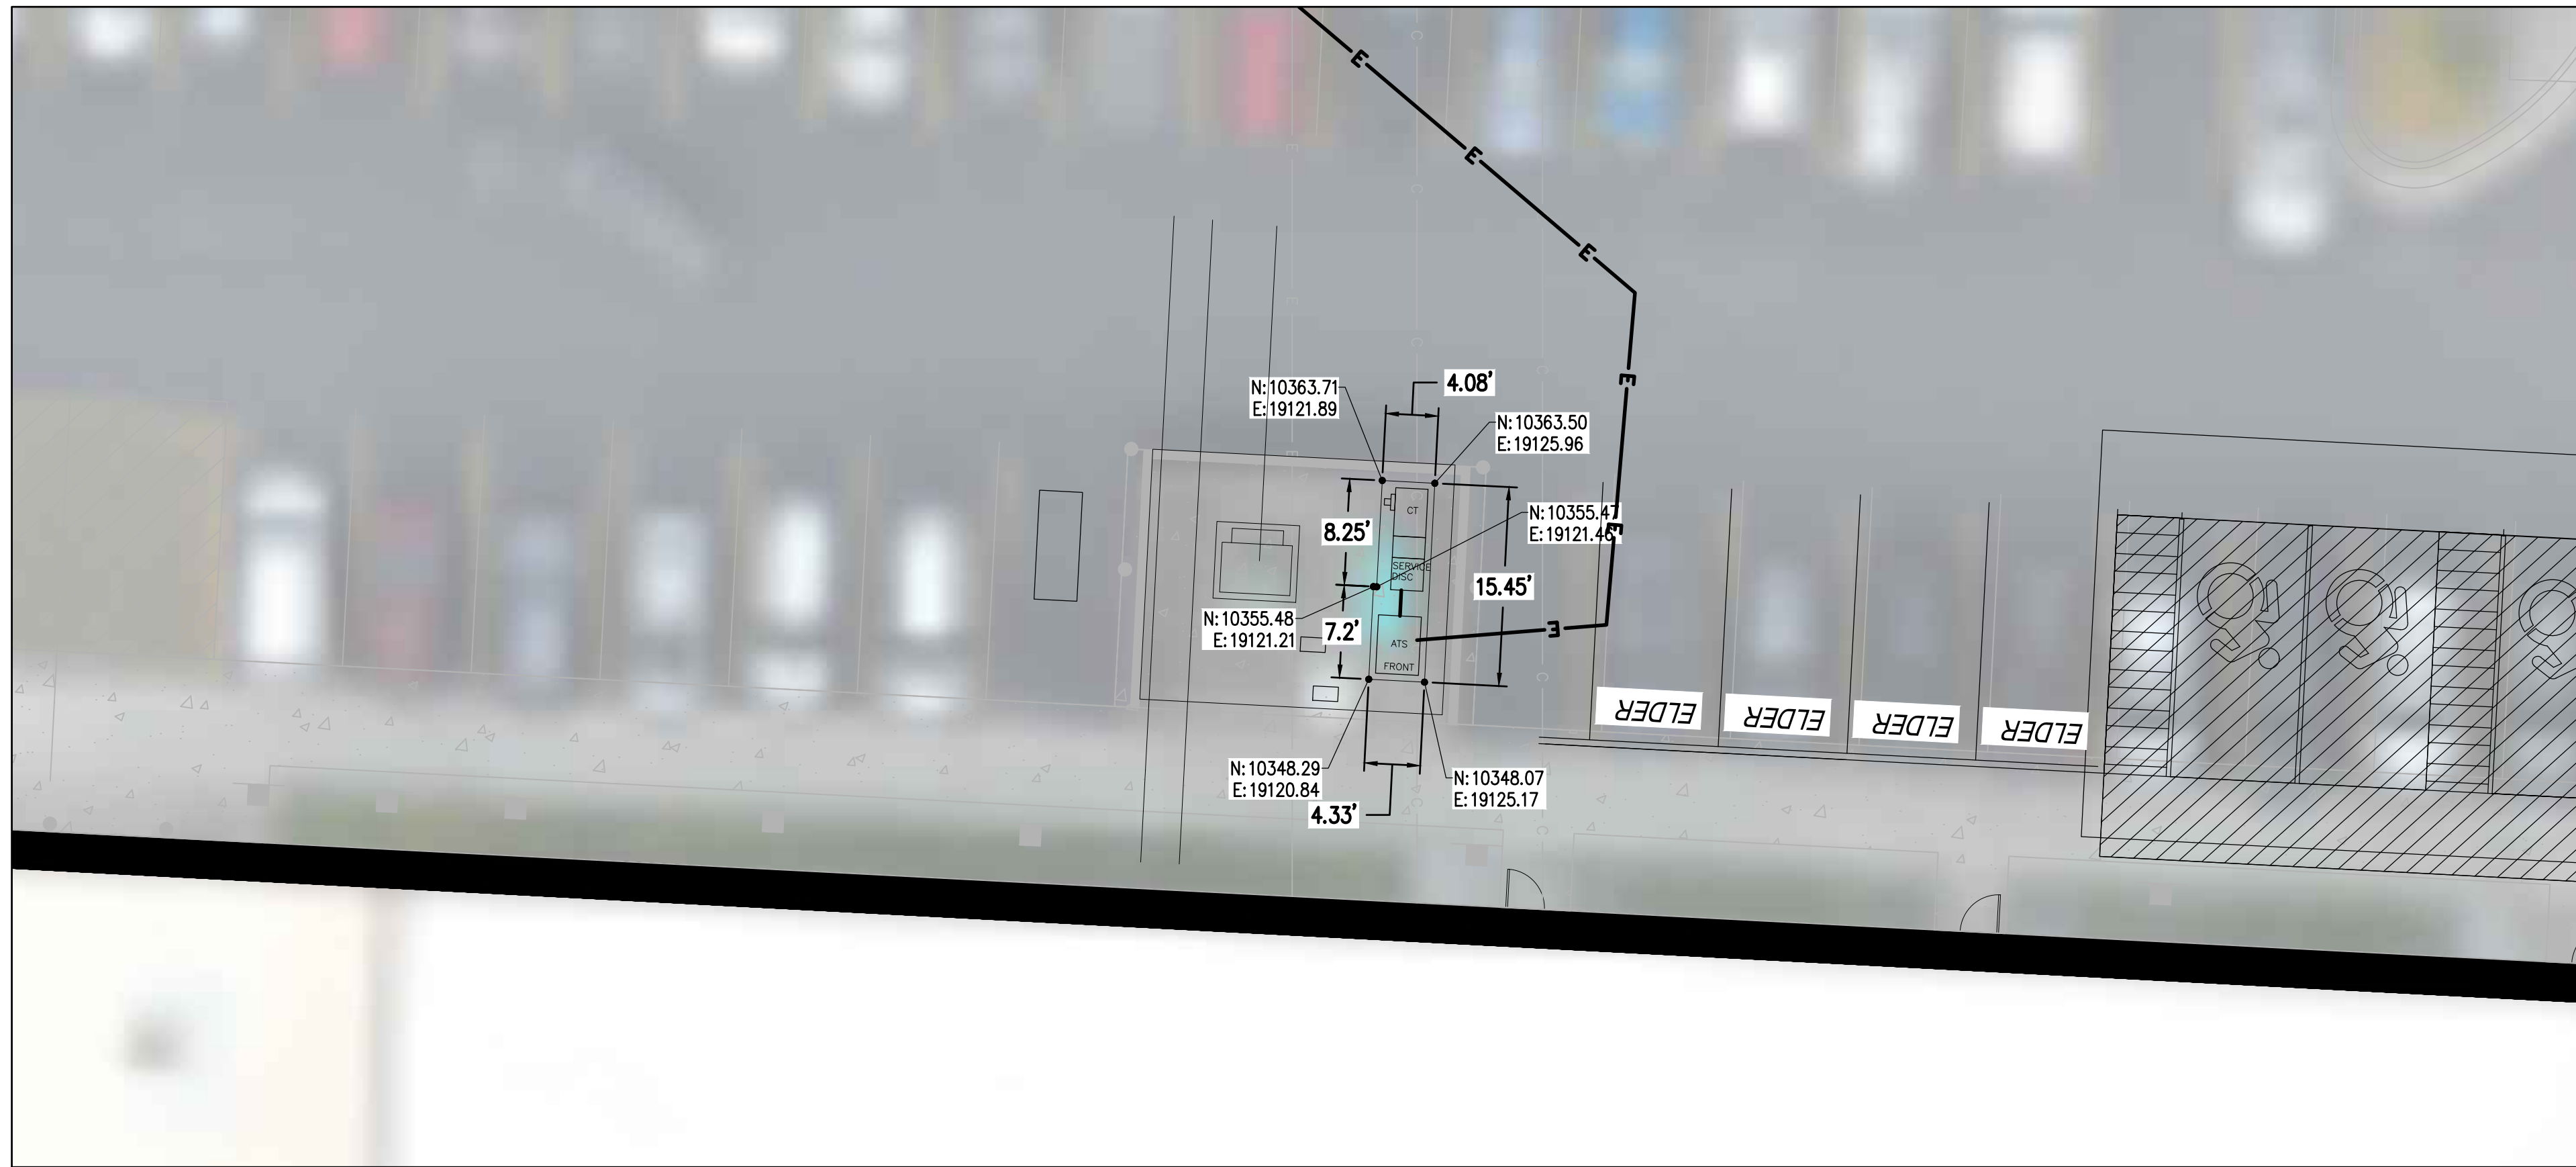 E
E
E
E
E
E
N:10363.71
E:19121.89
4.08'
N:10363.50
E:19125.96
CT
8.25'
N:10355.47
E:19121.46
SERVICE
DISC
15.45'
N:10355.48
E:19121.21
7.2'
ATS
FRONT
ELDER
ELDER
ELDER
ELDER
N:10348.29
E:19120.84
N:10348.07
E:19125.17
4.33'